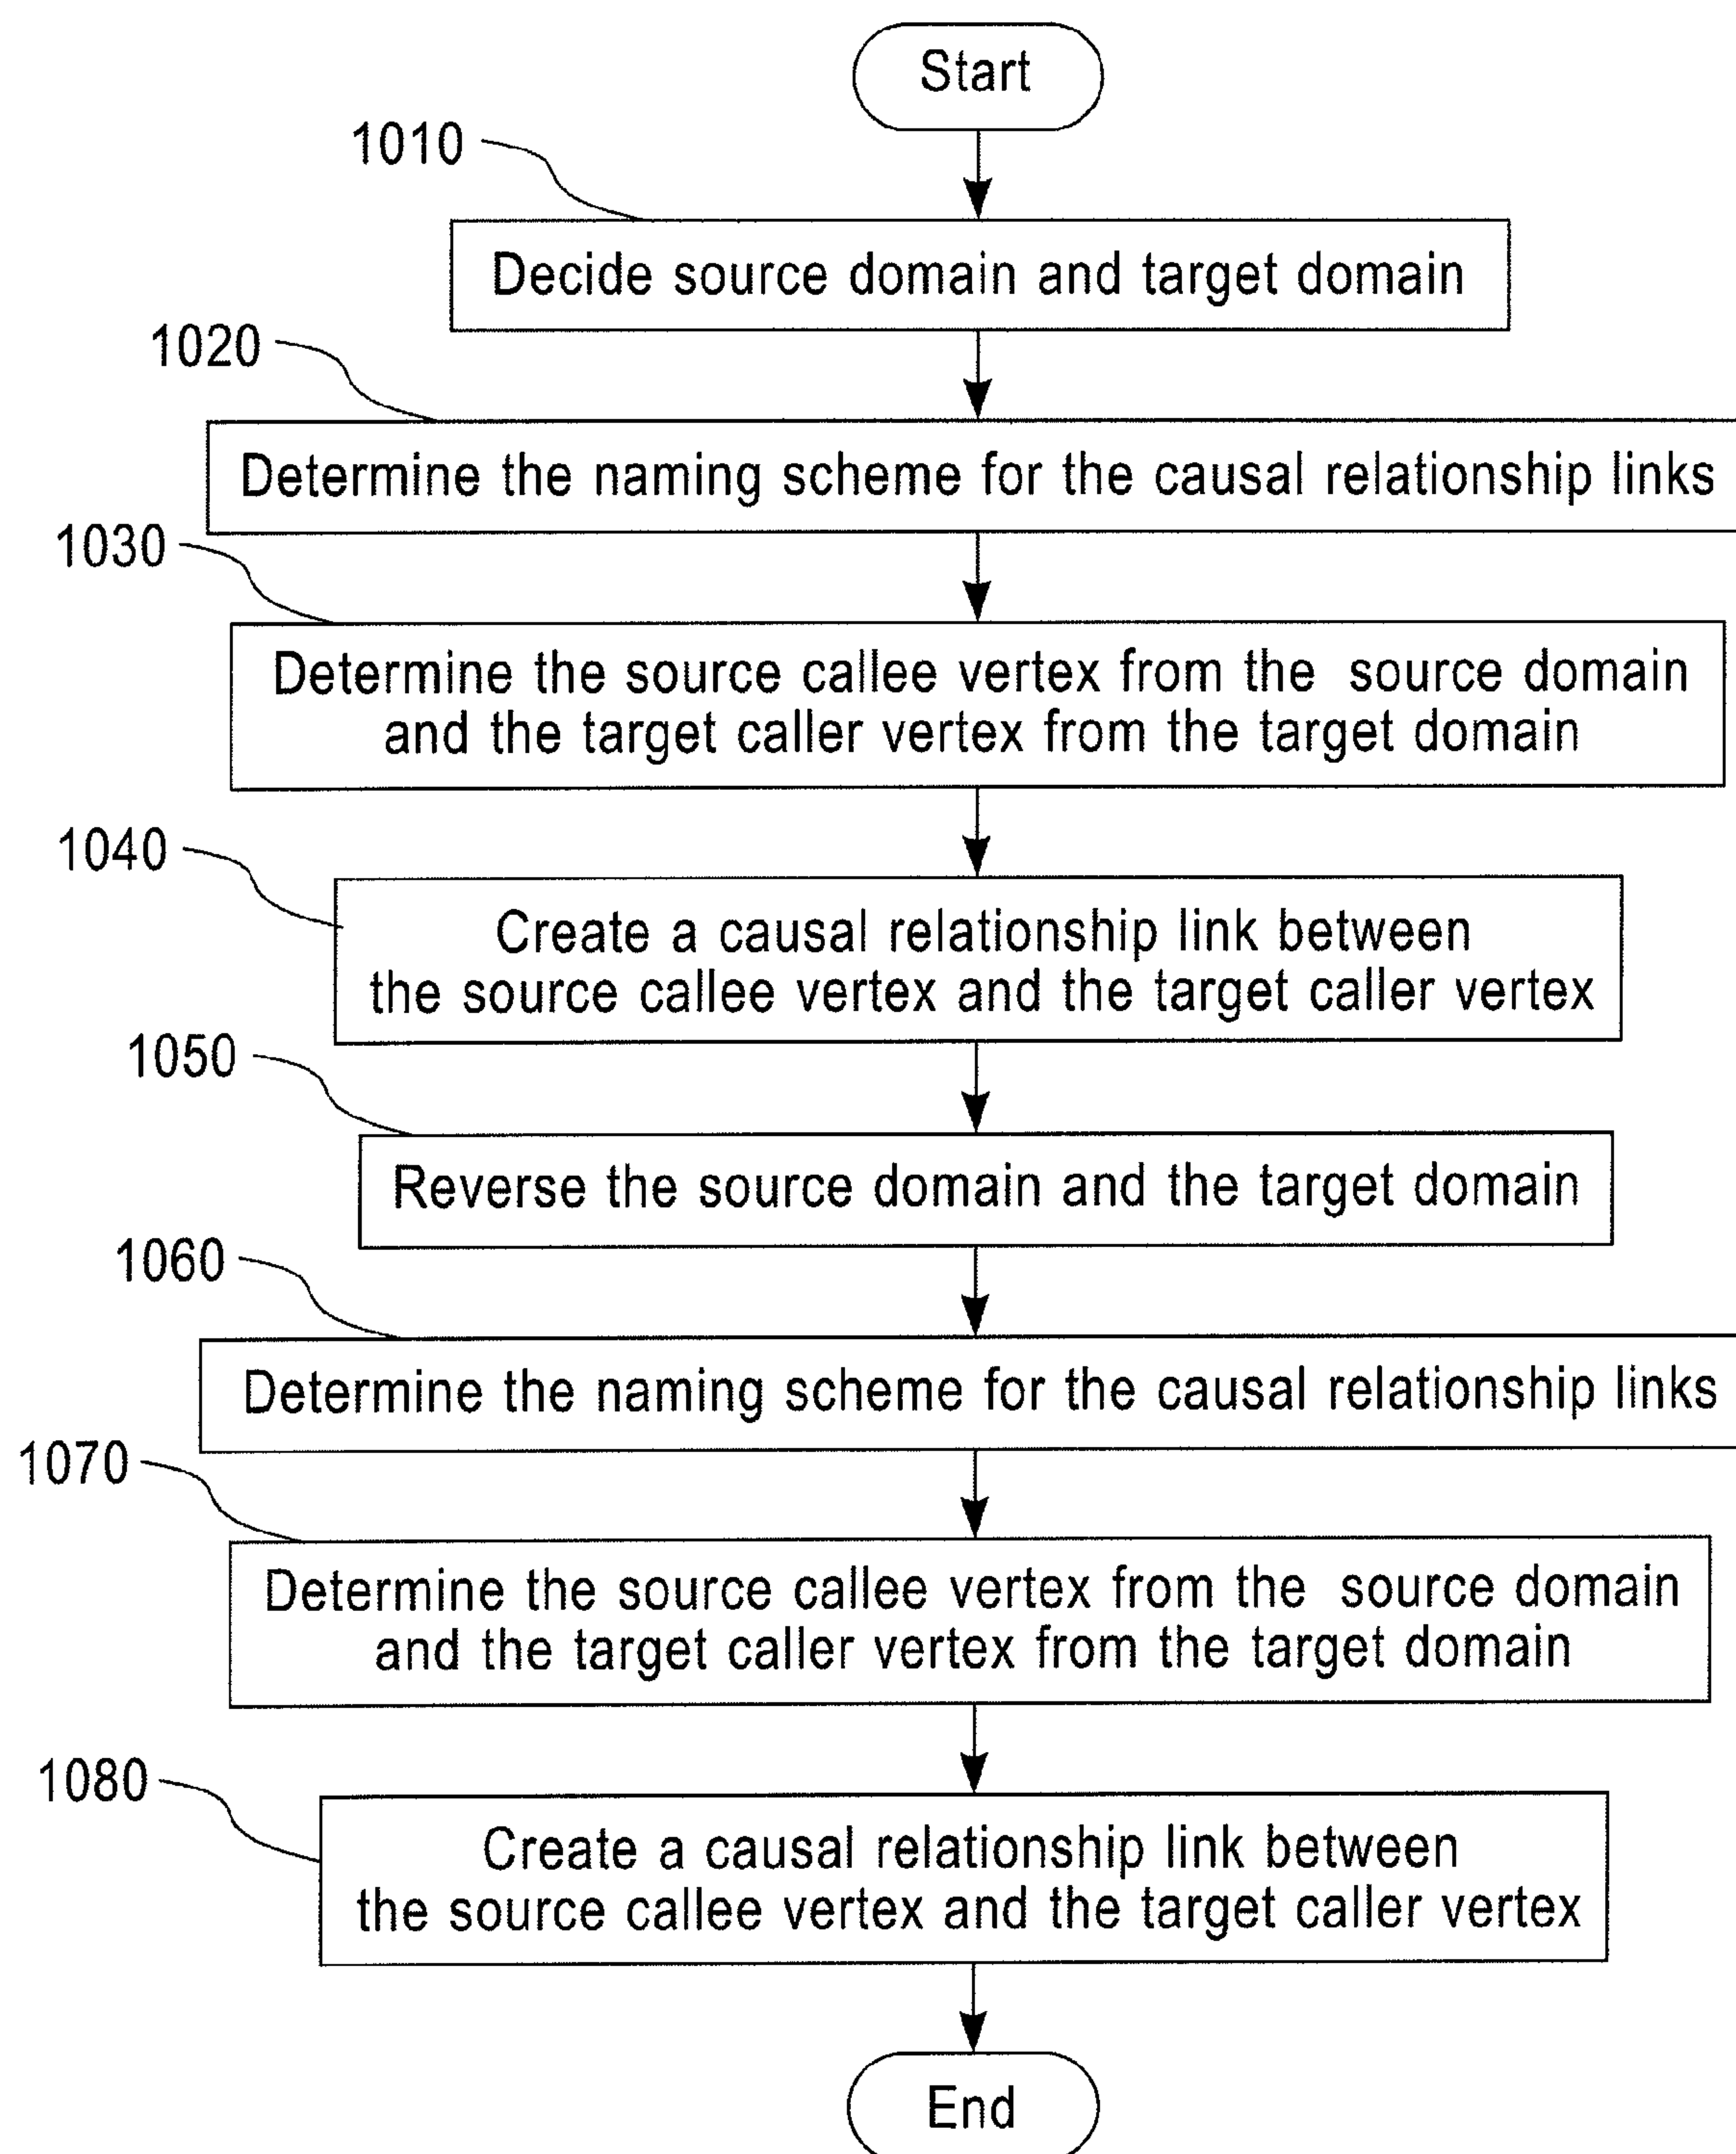 Start
1010
Decide source domain and target domain
1020
Determine the naming scheme for the causal relationship links
1030
Determine the source callee vertex from the source domain
and the target caller vertex from the target domain
1040
Create a causal relationship link between
the source callee vertex and the target caller vertex
1050
Reverse the source domain and the target domain
1060
Determine the naming scheme for the causal relationship links
1070
Determine the source callee vertex from the source domain
and the target caller vertex from the target domain
1080
Create a causal relationship link between
the source callee vertex and the target caller vertex
End